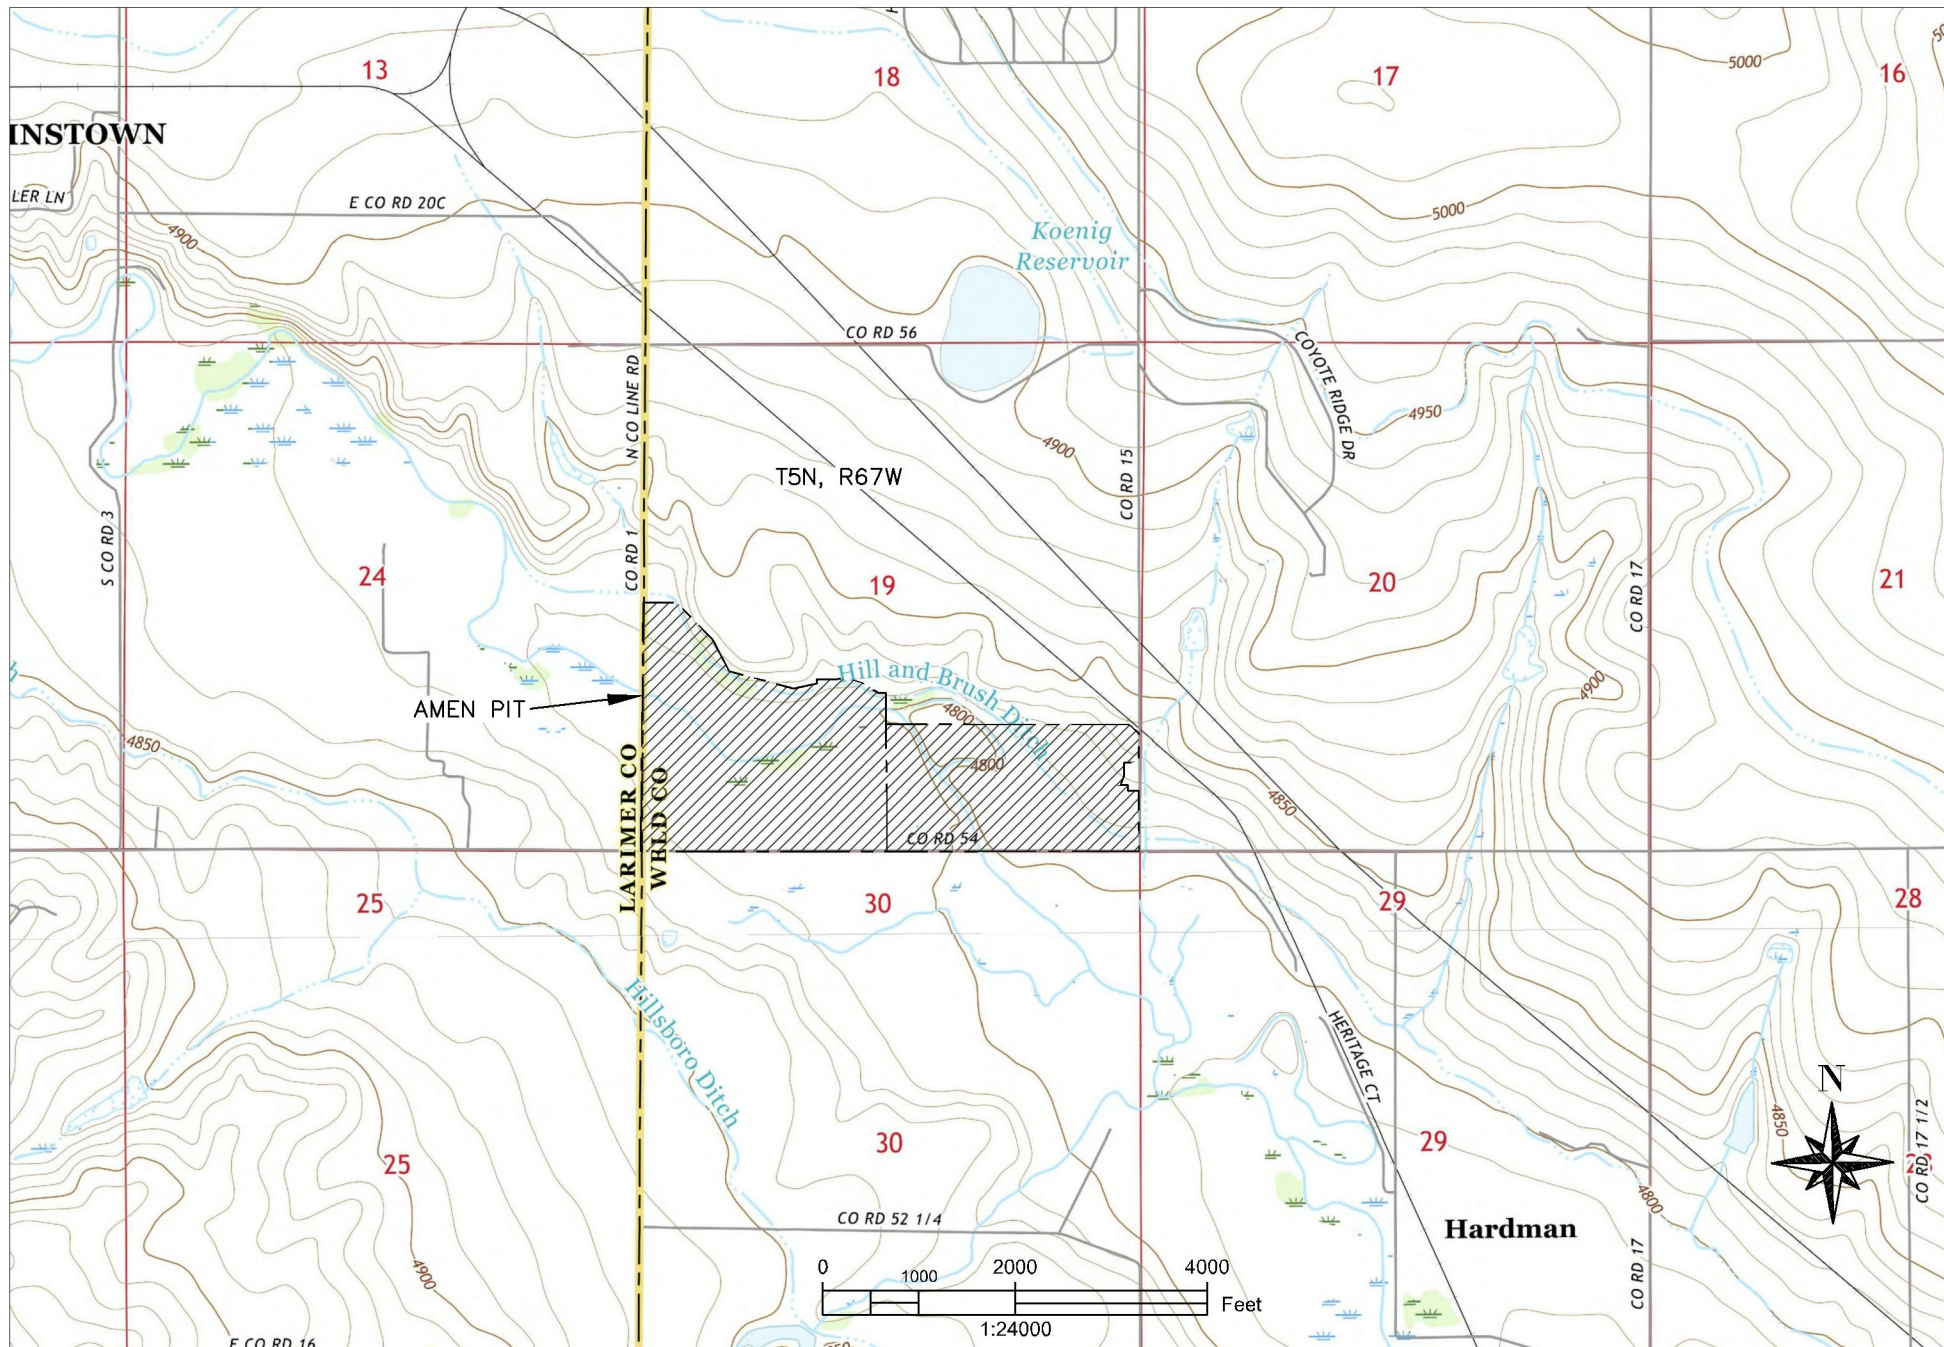 13
18
17
5000
16
INSTOWN
LER LN
E CO RD 20C
4900
Koenig
Reservoir
5000
CO RD 56
N CO LINE RD
COYOTE RIDGE DR
4950
4900
T5N, R67W
CO RD 15
S CO RD 3
CO RD 1
24
19
20
CO RD 17
21
Hill and Brush Ditch
4900
AMEN PIT
4800
4800
4850
4850
LARIMER CO
WELD CO
CO RD 54
25
30
29
28
Hillsboro Ditch
HERITAGE CT
N
4850
CO RD 17 1/2
25
30
29
4800
CO RD 52 1/4
Hardman
4900
CO RD 17
0
1000
2000
4000
Feet
1:24000
E CO RD 16